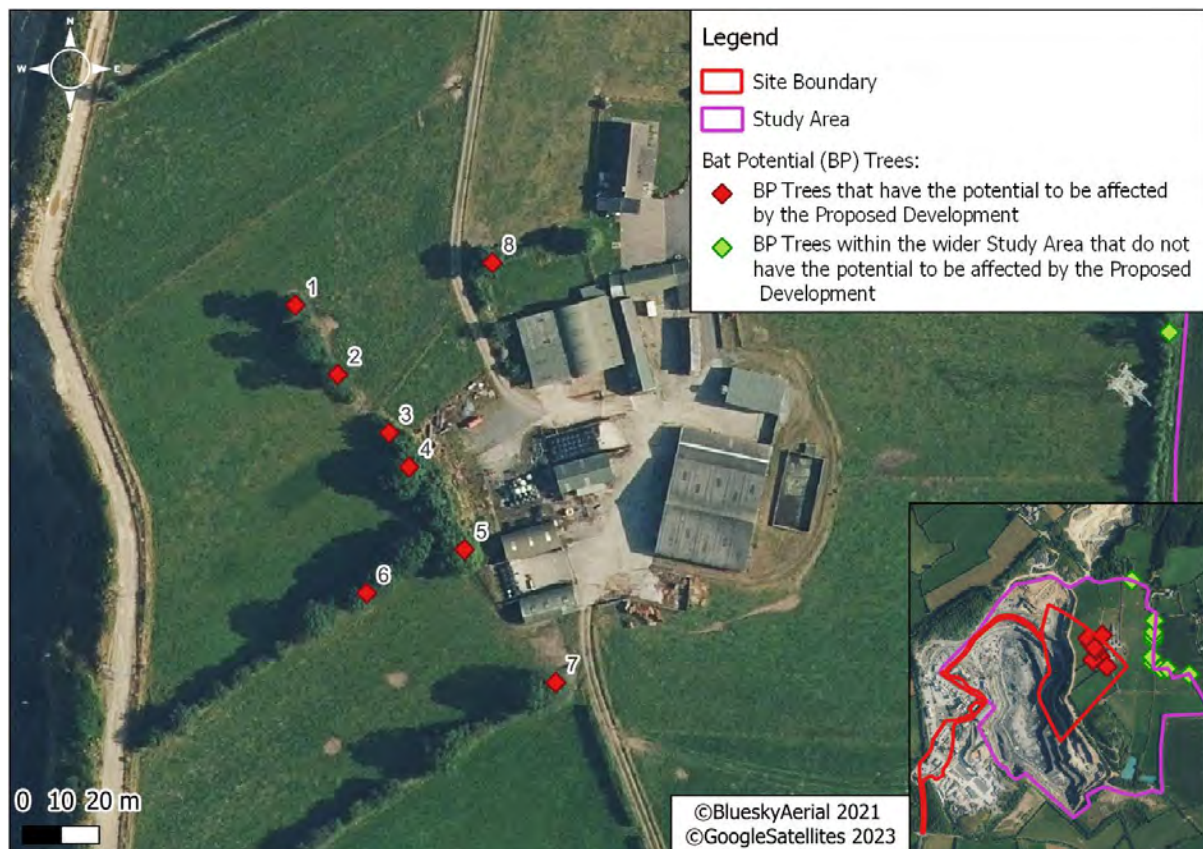 N
W
E
S
Legend
Site Boundary
Study Area
Bat Potential (BP) Trees:
BP Trees that have the potential to be affected
by the Proposed Development
BP Trees within the wider Study Area that do not
have the potential to be affected by the Proposed
Development
8
1
2
3
4
5
6
7
0 10 20 m
©BlueskyAerial 2021
©GoogleSatellites 2023